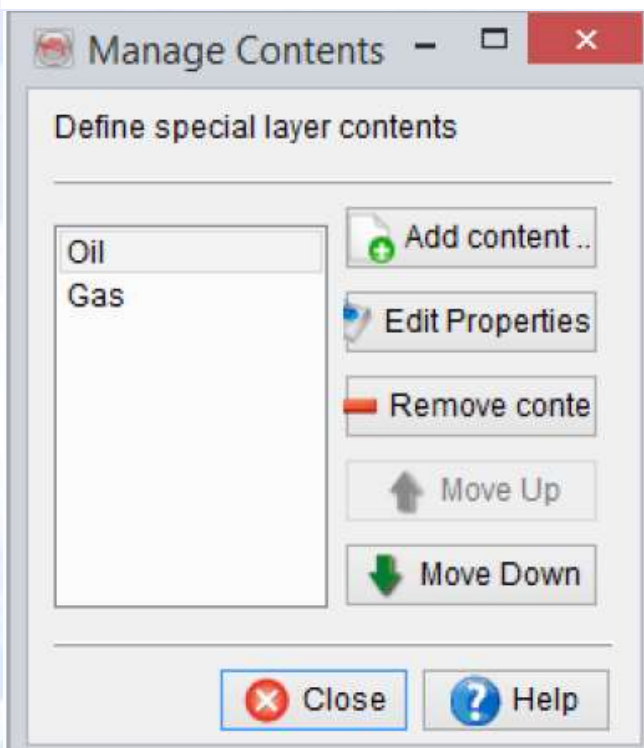 Manage Contents
Define special layer contents
Oil
Gas
Add content ..
Edit Properties
Remove conte
Move Up
Move Down
Close
Help